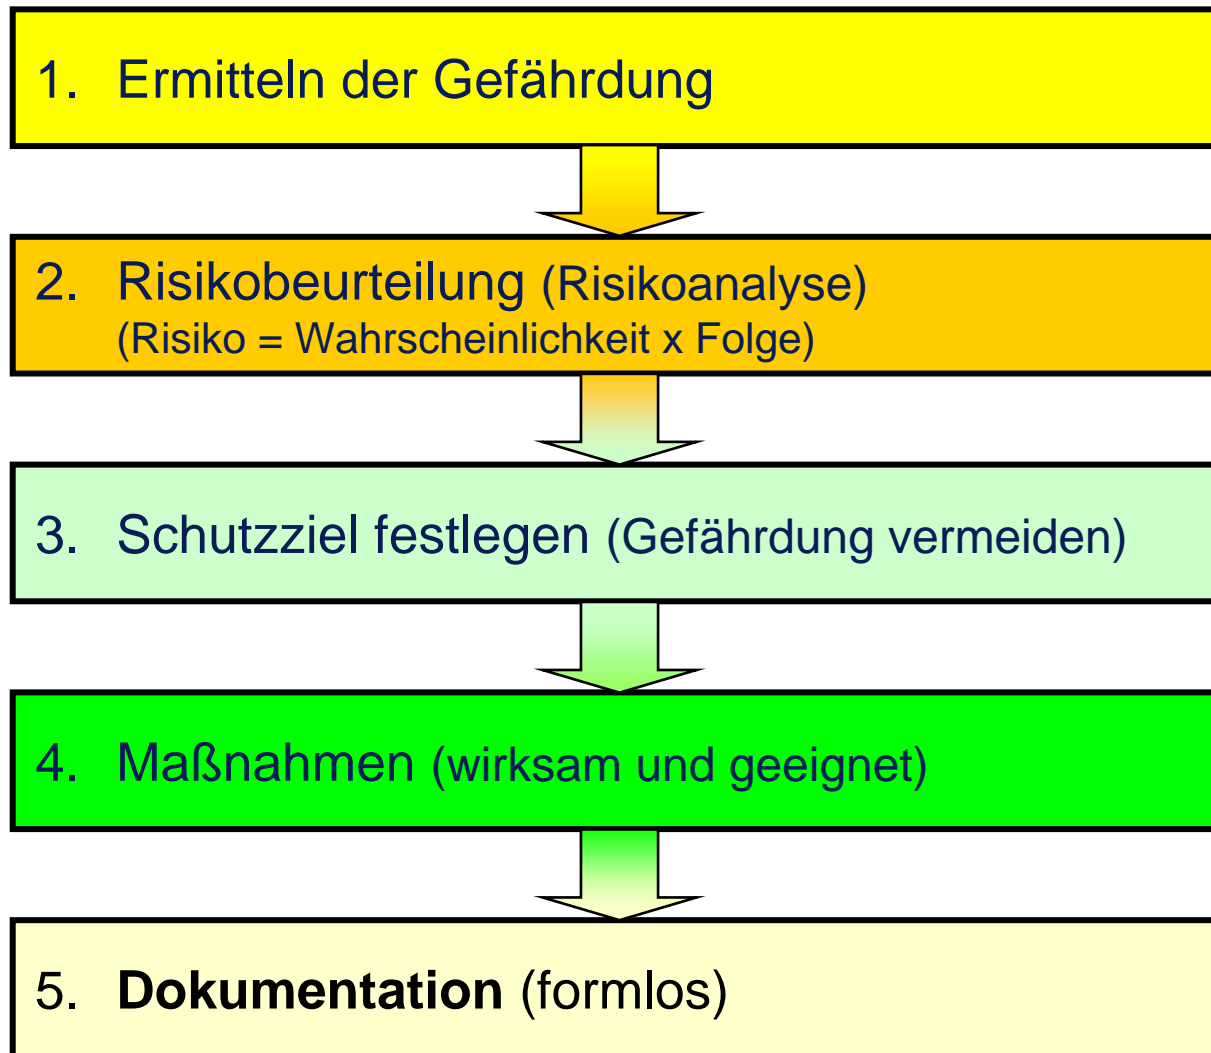 1. Ermitteln der Gefährdung
2. Risikobeurteilung (Risikoanalyse)
(Risiko = Wahrscheinlichkeit x Folge)
3. Schutzziel festlegen (Gefährdung vermeiden)
4. Maßnahmen (wirksam und geeignet)
5. Dokumentation (formlos)